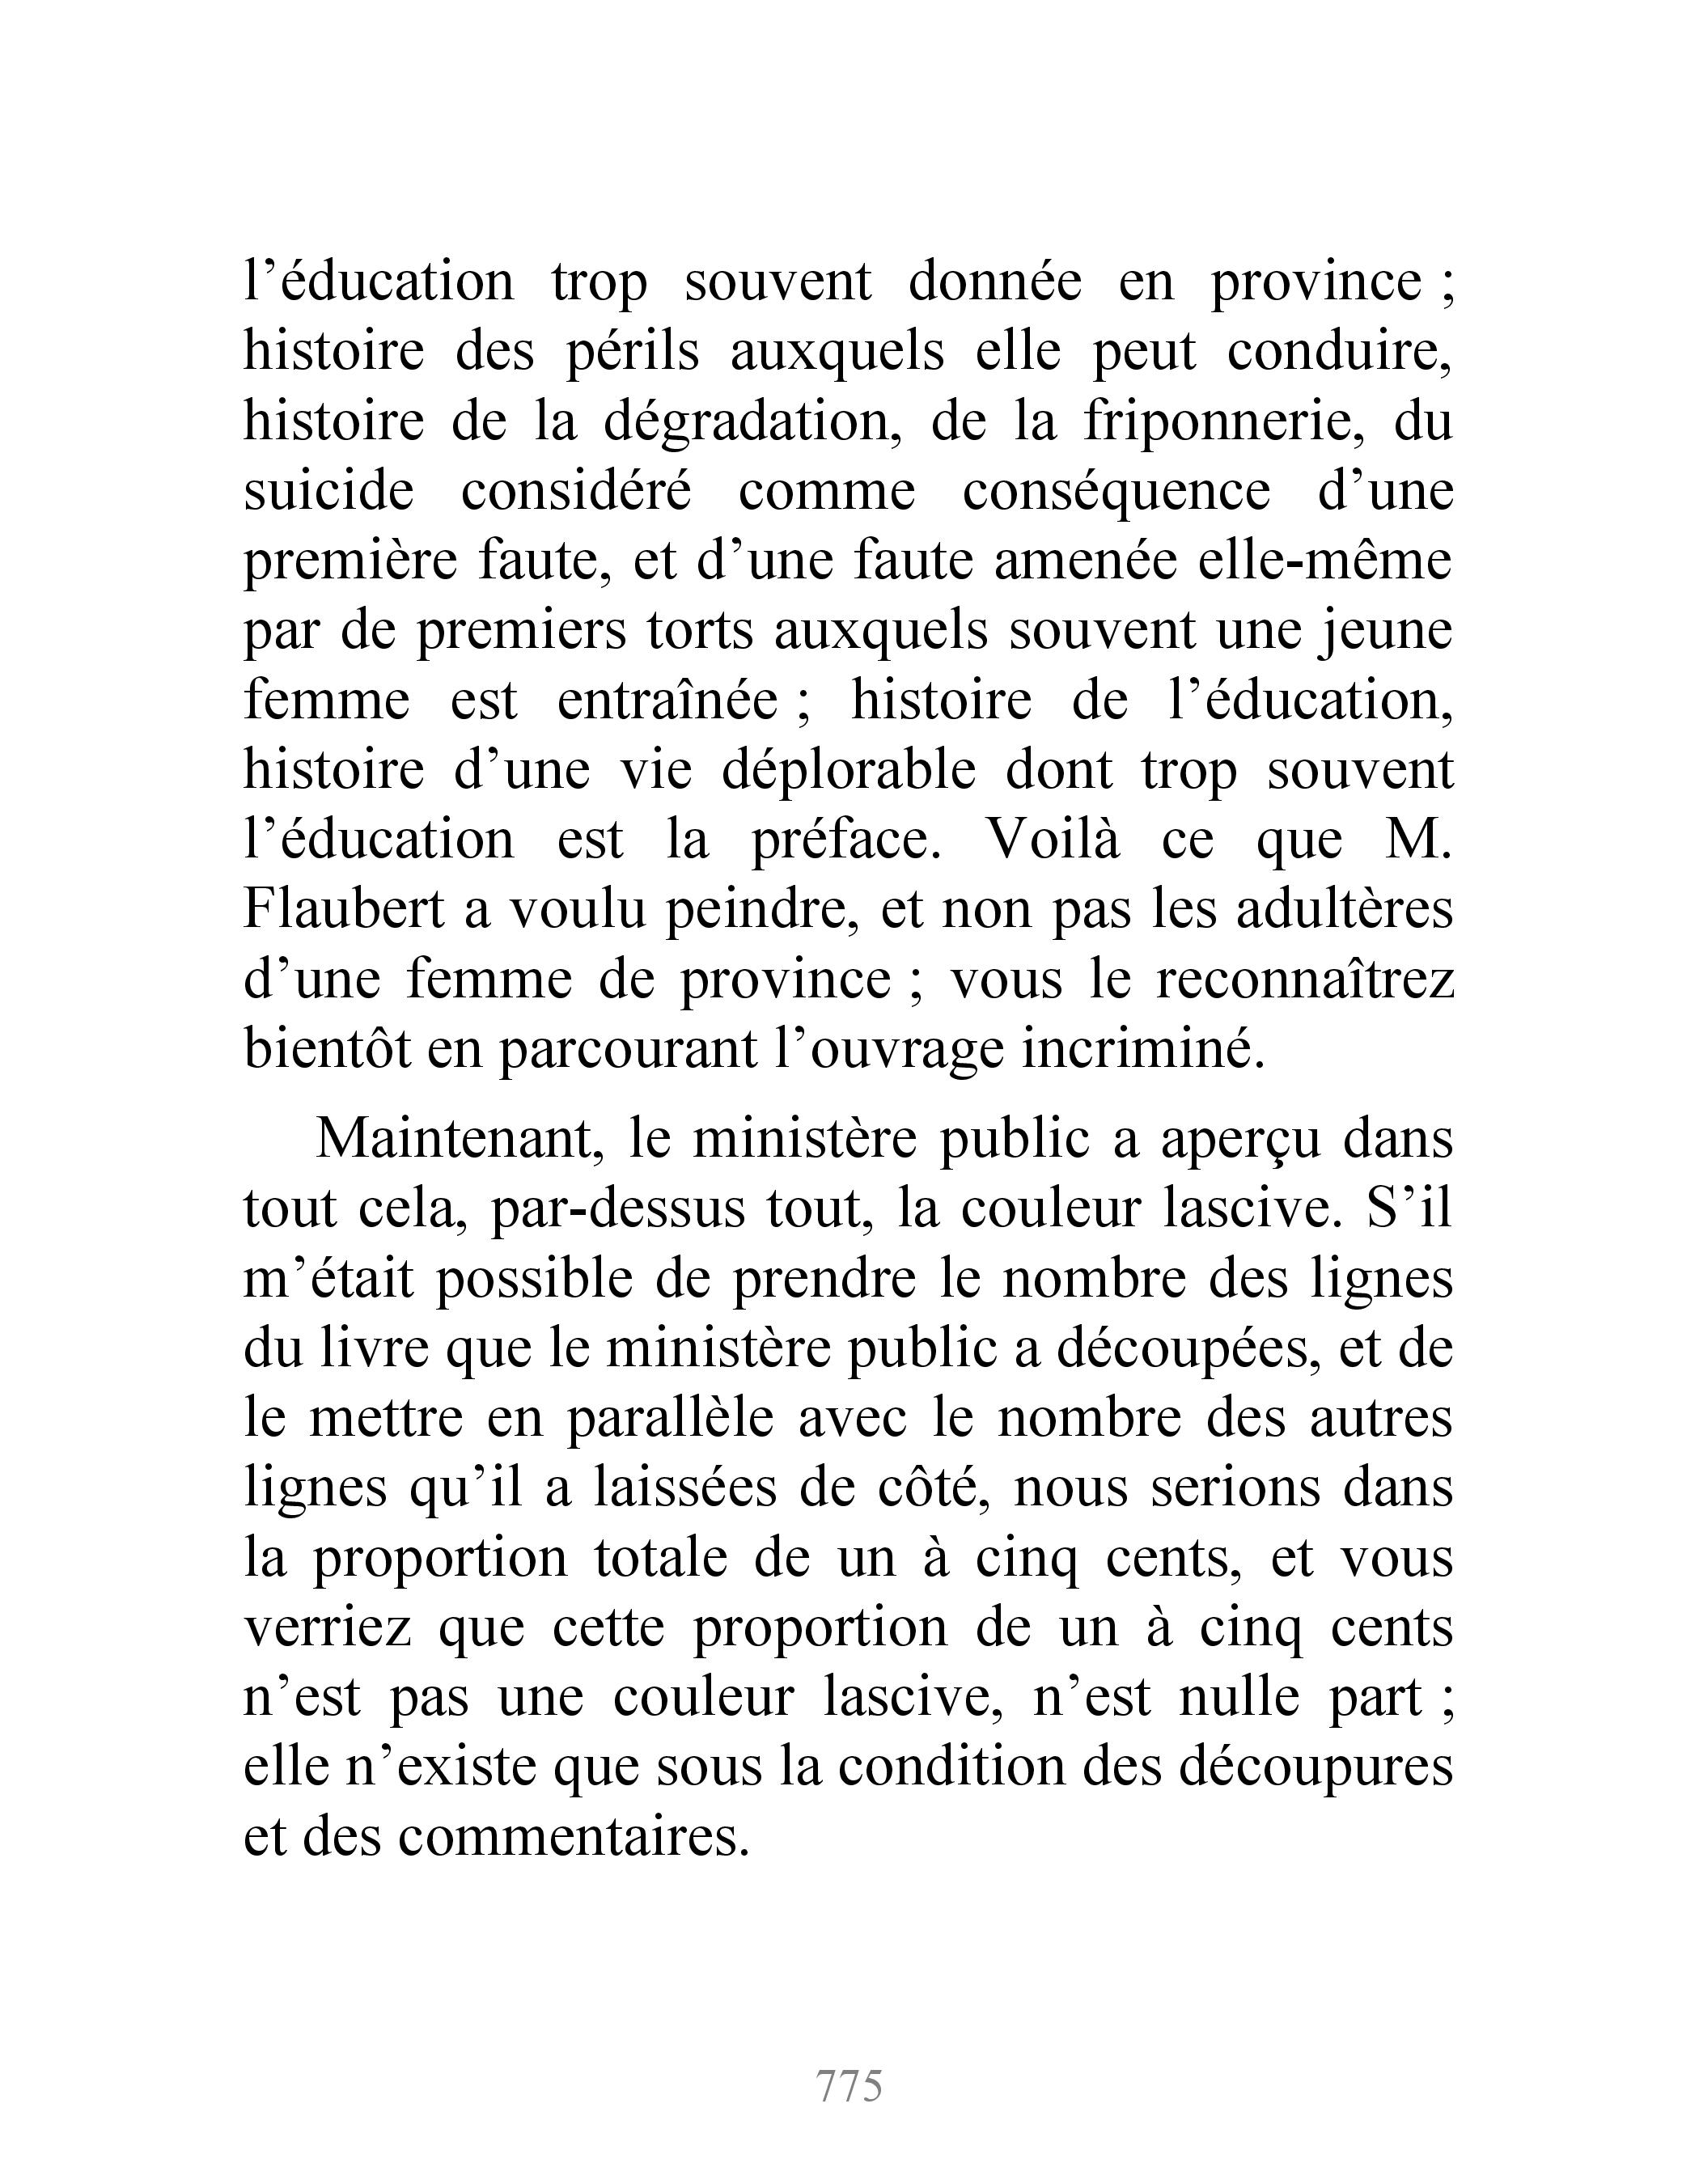 l’éducation trop souvent donnée en province ;
histoire des périls auxquels elle peut conduire,
histoire de la dégradation, de la friponnerie, du
suicide considéré comme conséquence d’une
première faute, et d’une faute amenée elle-même
par de premiers torts auxquels souvent une jeune
femme est entraînée ; histoire de l’éducation,
histoire d’une vie déplorable dont trop souvent
l’éducation est la préface. Voilà ce que M.
Flaubert a voulu peindre, et non pas les adultères
d’une femme de province ; vous le reconnaîtrez
bientôt en parcourant l’ouvrage incriminé.
Maintenant, le ministère public a aperçu dans
tout cela, par-dessus tout, la couleur lascive. S’il
m’était possible de prendre le nombre des lignes
du livre que le ministère public a découpées, et de
le mettre en parallèle avec le nombre des autres
lignes qu’il a laissées de côté, nous serions dans
la proportion totale de un à cinq cents, et vous
verriez que cette proportion de un à cinq cents
n’est pas une couleur lascive, n’est nulle part ;
elle n’existe que sous la condition des découpures
et des commentaires.
775